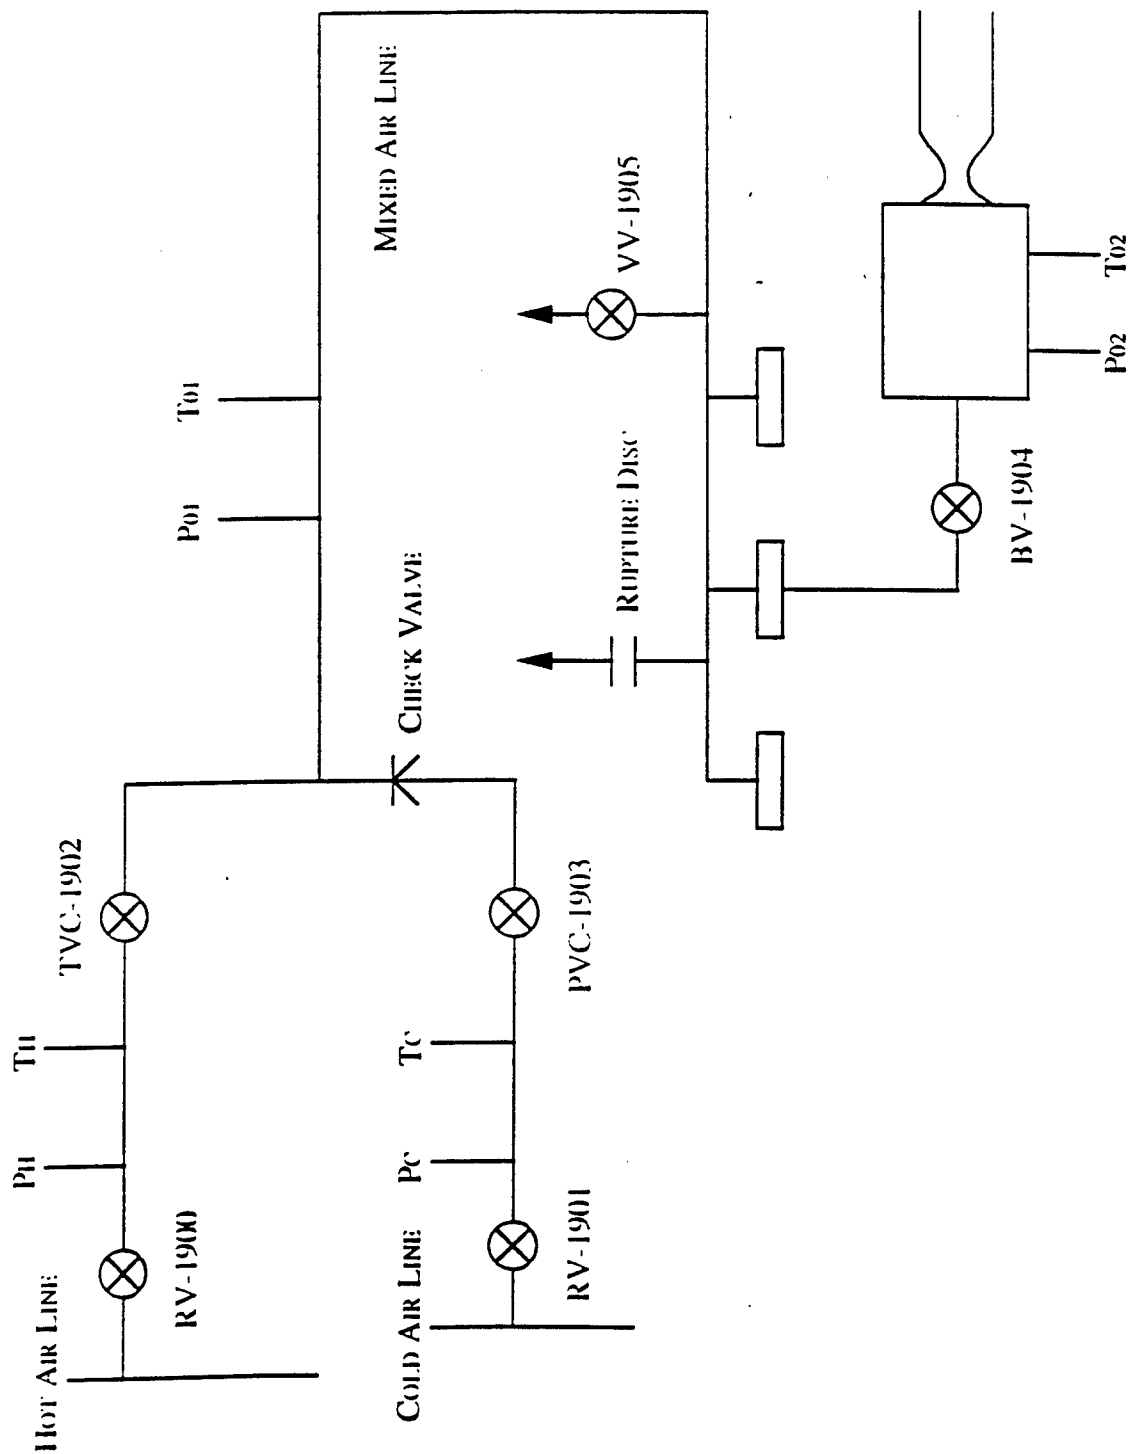 HOT AIR LINE
RV-1900
PH
TH
TVC-1902
COLD AIR LINE
RV-1901
PC
TC
PVC-1903
CHECK VALVE
P01
T01
MIXED AIR LINE
RUPTURE DISC
VV-1905
BV-1904
P02
T02